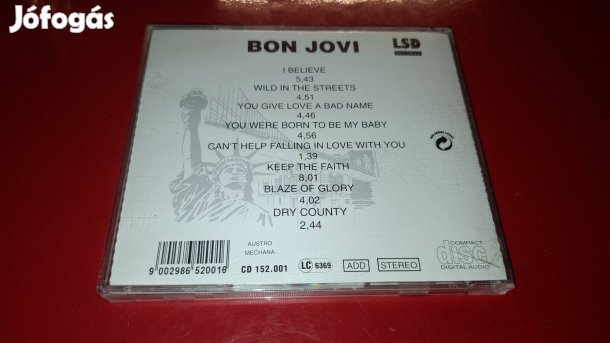 Jófogás
BON JOVI
LSD
RECORDS
I BELIEVE
5,43
WILD IN THE STREETS
4,51
YOU GIVE LOVE A BAD NAME
4,46
YOU WERE BORN TO BE MY BABY
4,56
CAN'T HELP FALLING IN LOVE WITH YOU
1,39
KEEP THE FAITH
8,01
BLAZE OF GLORY
4,02
DRY COUNTY
2,44
AUSTRO
MECHANA
9 002986 520016
CD 152.001
LC 6369
ADD
STEREO
COMPACT
disc
DIGITAL AUDIO